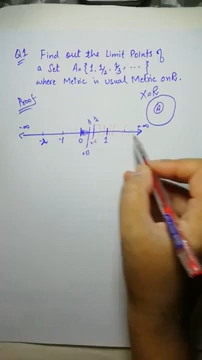 Q1 Find out the Limit Points of
a Set A={1, 1/2, 1/3, ...}
where Metric is usual Metric on R.
Proof
X=R
A
-∞ -2 -1 0 1 -∞